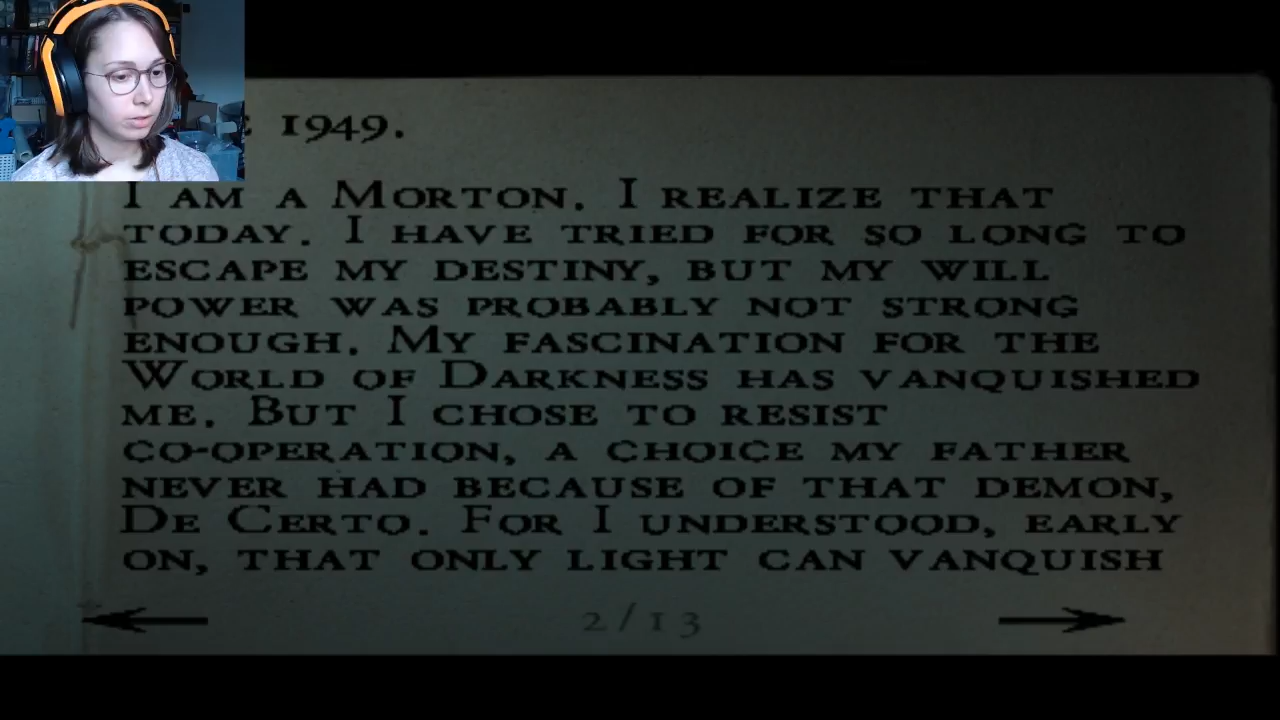 1949.
I AM A MORTON. I REALIZE THAT
TODAY. I HAVE TRIED FOR SO LONG TO
ESCAPE MY DESTINY, BUT MY WILL
POWER WAS PROBABLY NOT STRONG
ENOUGH. MY FASCINATION FOR THE
WORLD OF DARKNESS HAS VANQUISHED
ME. BUT I CHOSE TO RESIST
CO-OPERATION, A CHOICE MY FATHER
NEVER HAD BECAUSE OF THAT DEMON,
DE CERTO. FOR I UNDERSTOOD, EARLY
ON, THAT ONLY LIGHT CAN VANQUISH
2/13